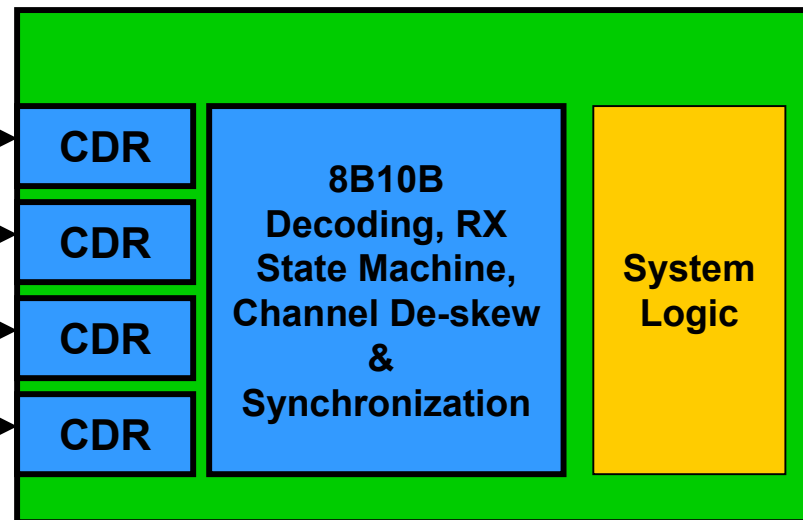 CDR
CDR
CDR
CDR
8B10B
Decoding, RX
State Machine,
Channel De-skew
&
Synchronization
System
Logic